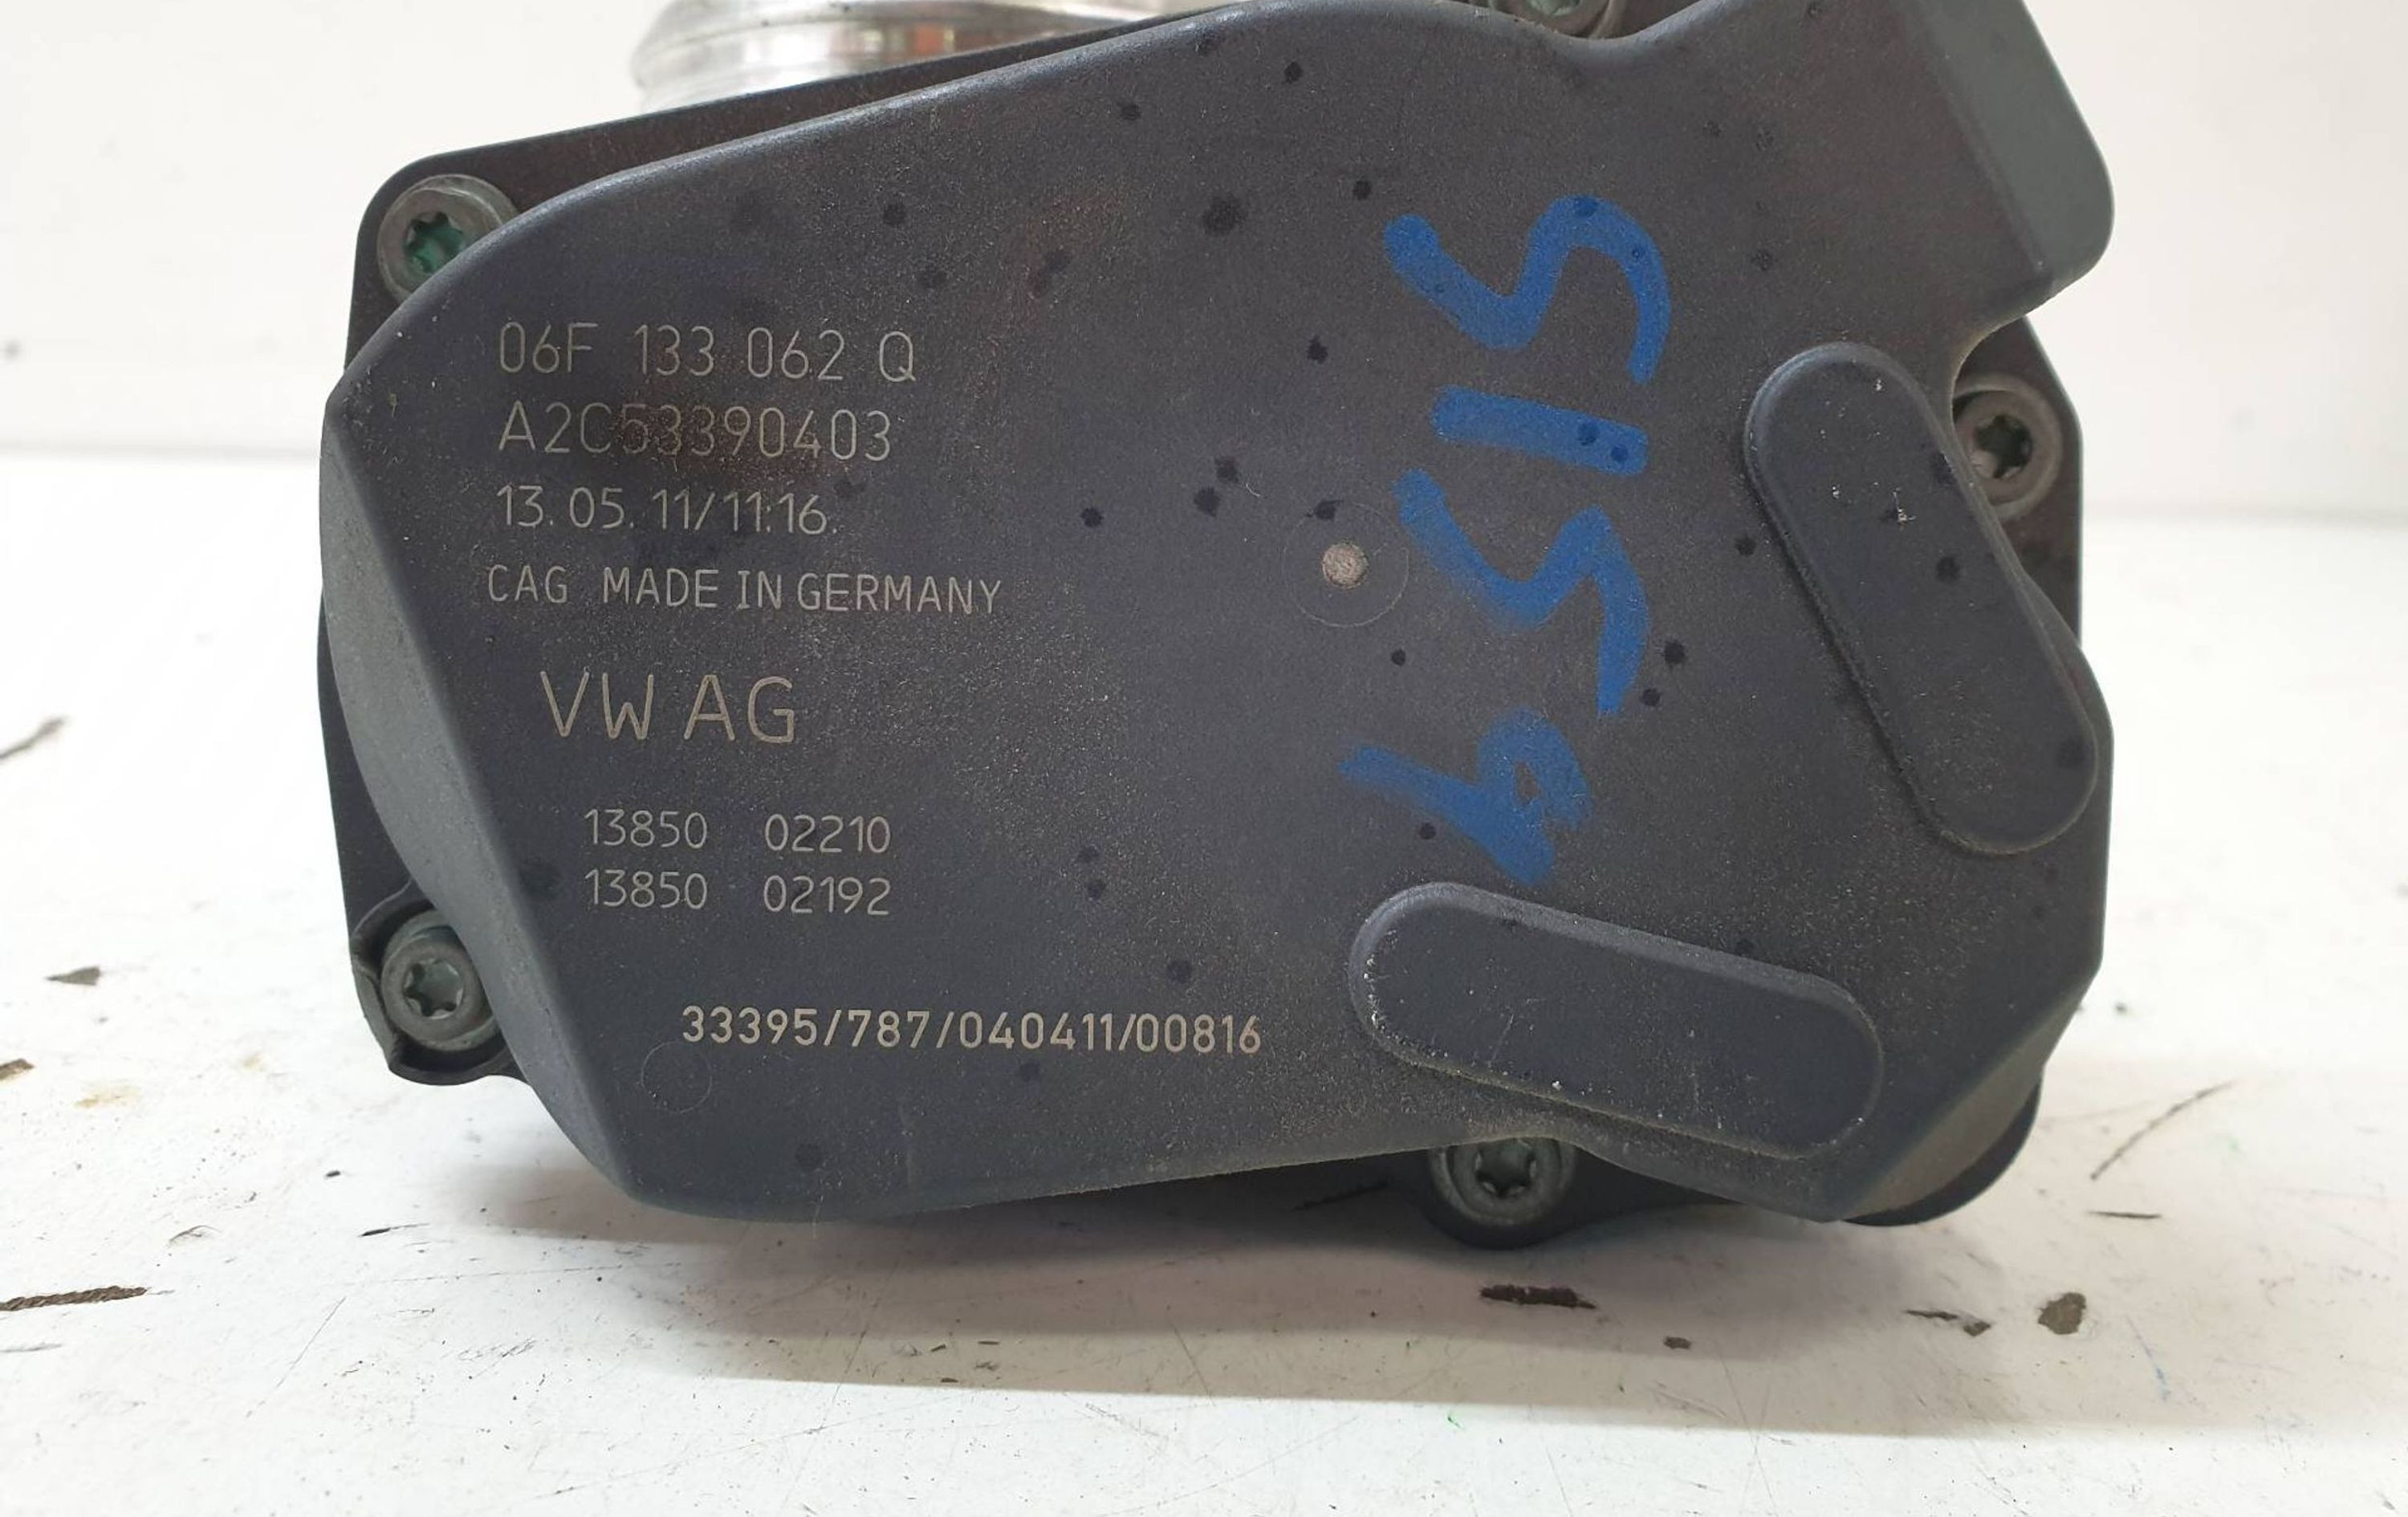 06F 133 062 Q
A2C53390403
13.05.11/11:16.
CAG MADE IN GERMANY
VW AG
13850 02210
13850 02192
33395/787/040411/00816
5159